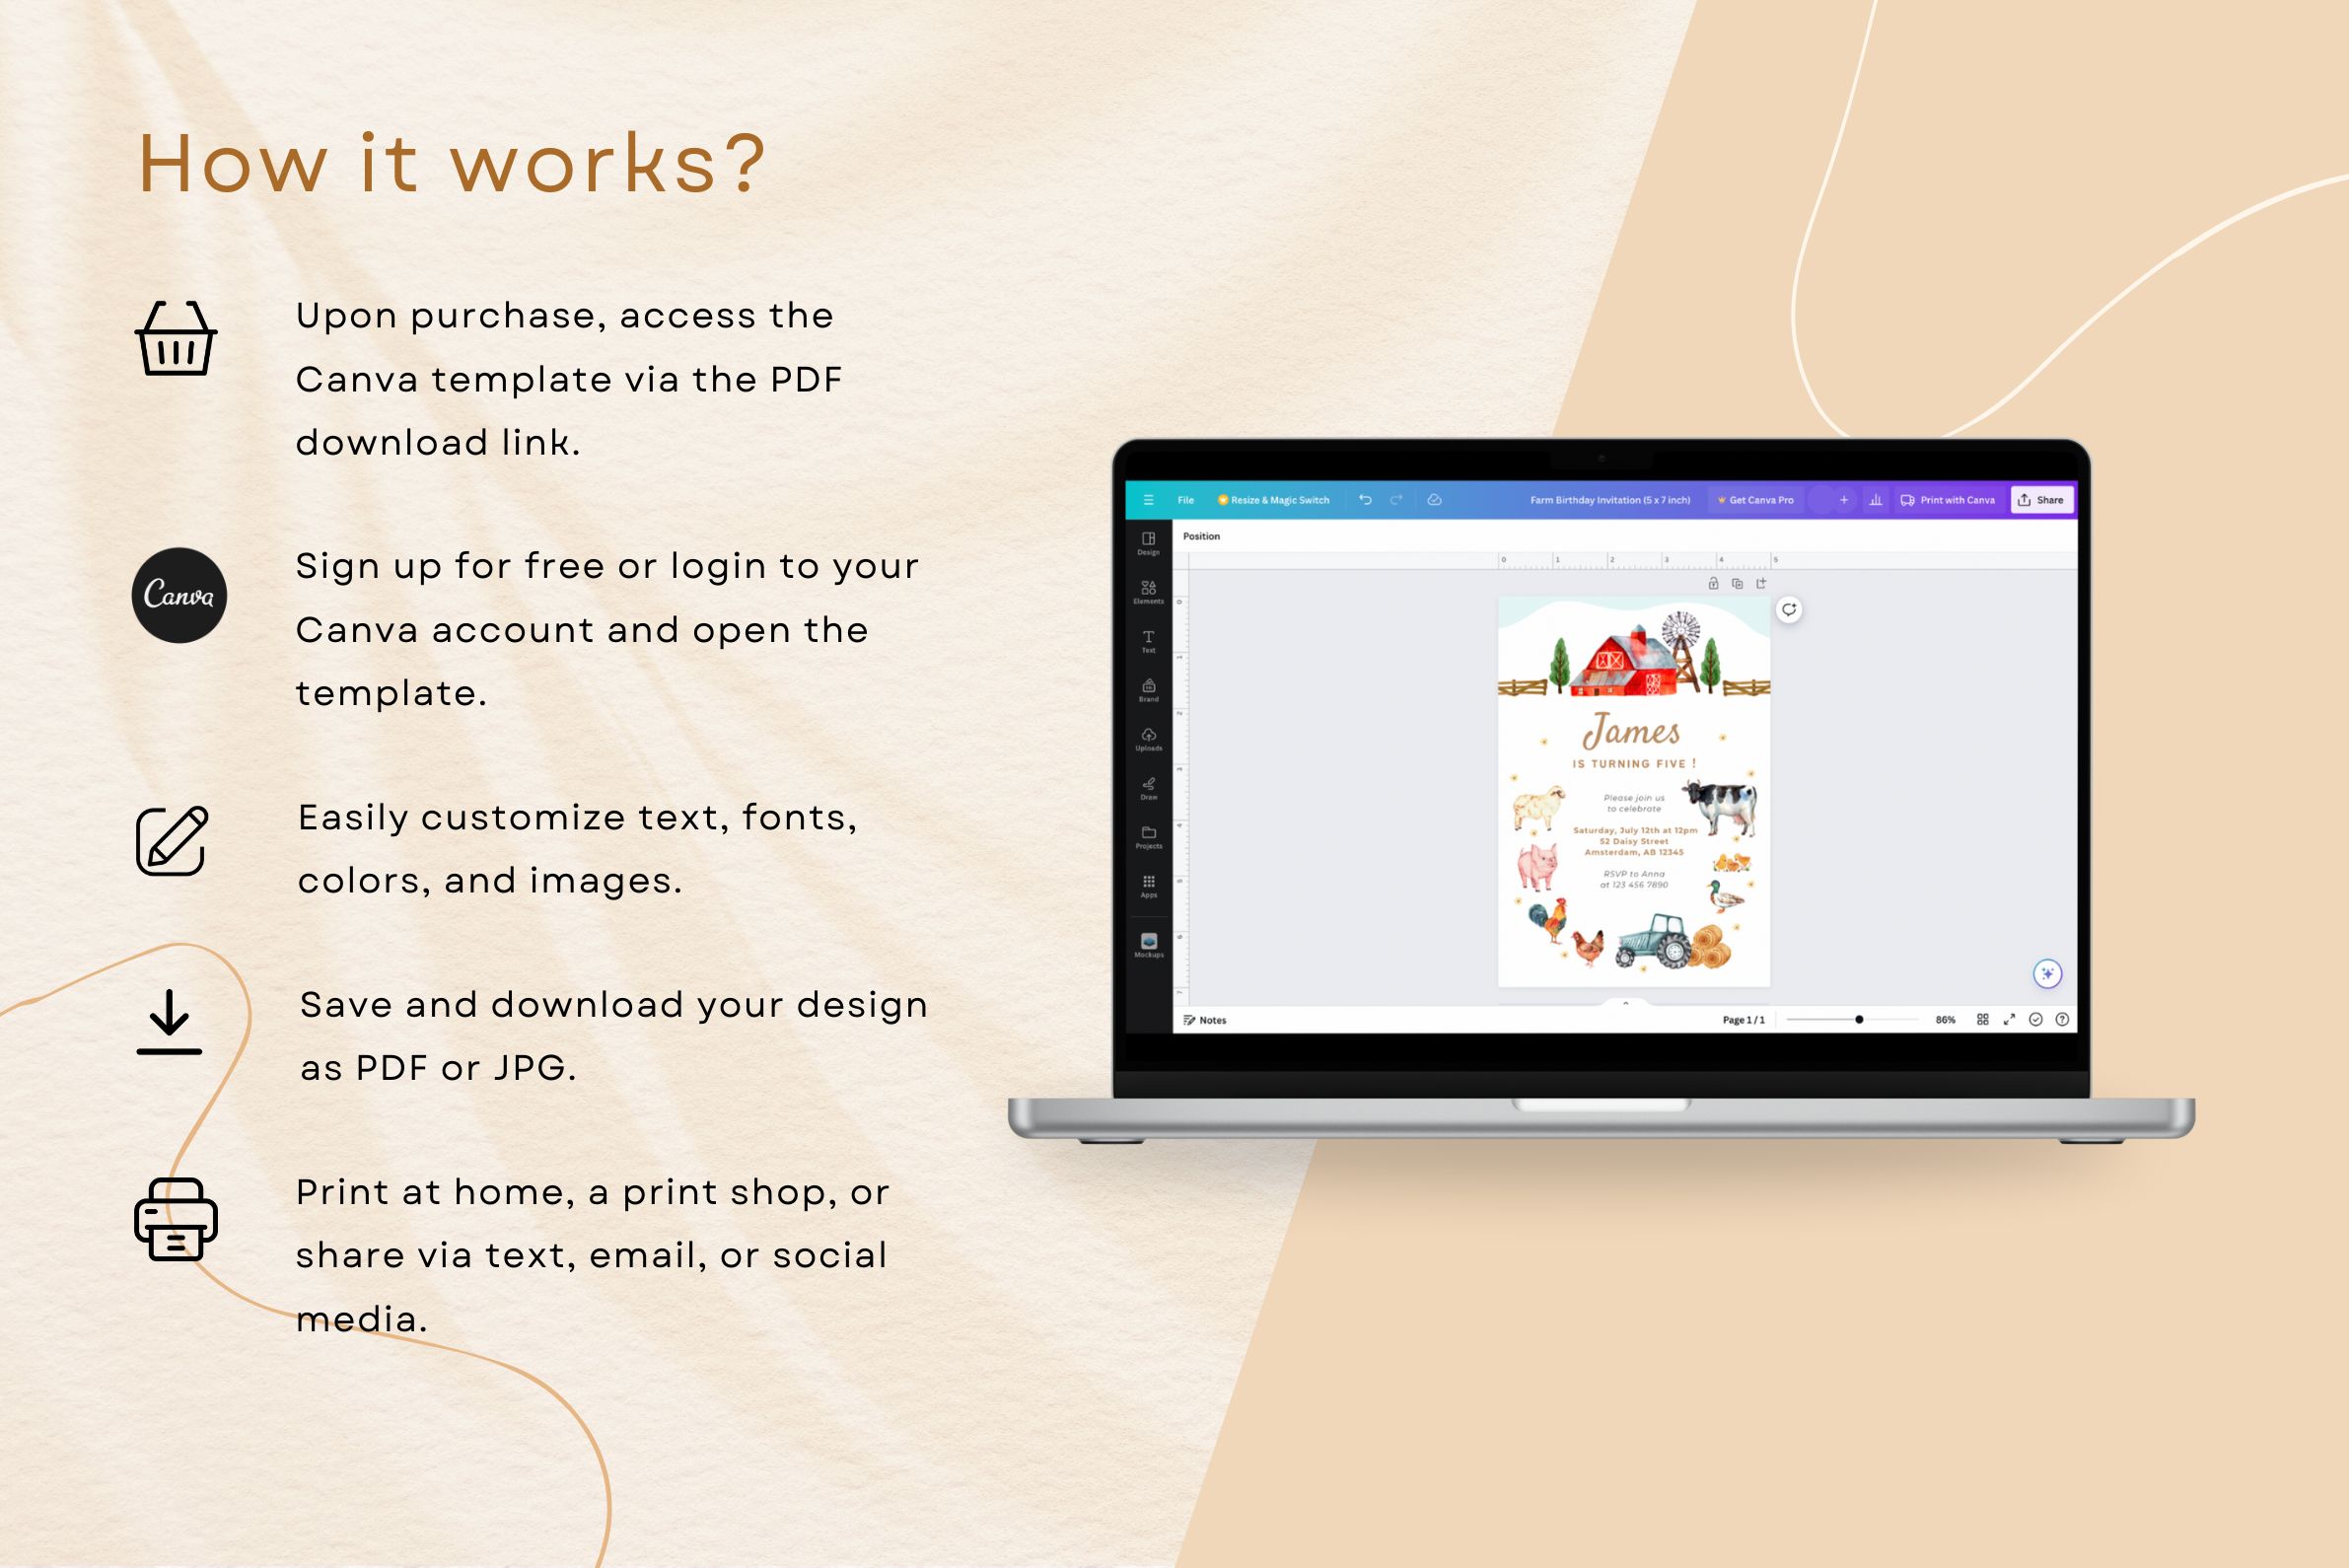 How it works?
Upon purchase, access the
Canva template via the PDF
download link.
Canva
Sign up for free or login to your
Canva account and open the
template.
Easily customize text, fonts,
colors, and images.
Save and download your design
as PDF or JPG.
Print at home, a print shop, or
share via text, email, or social
media.
File Resize & Magic Switch Farm Birthday Invitation (5 x 7 inch) Get Canva Pro + Print with Canva Share
Position
0 1 2 3 4 5
Design
Elements
Text
Brand
Uploads
Draw
Projects
Apps
Mockups
James
IS TURNING FIVE !
Please join us
to celebrate
Saturday, July 12th at 12pm
52 Daisy Street
Amsterdam, AB 12345
RSVP to Anna
at 123 456 7890
Notes Page 1 / 1 86%